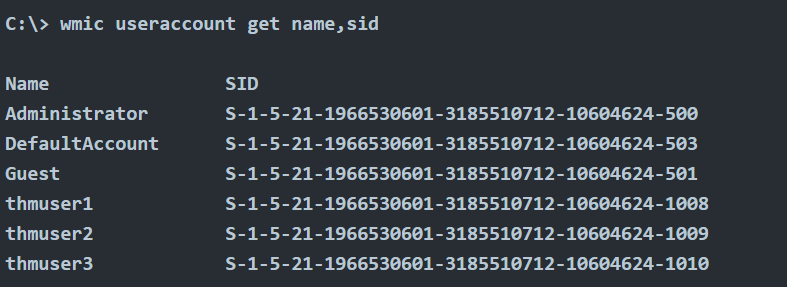 C:\> wmic useraccount get name,sid
Name SID
Administrator S-1-5-21-1966530601-3185510712-10604624-500
DefaultAccount S-1-5-21-1966530601-3185510712-10604624-503
Guest S-1-5-21-1966530601-3185510712-10604624-501
thmuser1 S-1-5-21-1966530601-3185510712-10604624-1008
thmuser2 S-1-5-21-1966530601-3185510712-10604624-1009
thmuser3 S-1-5-21-1966530601-3185510712-10604624-1010